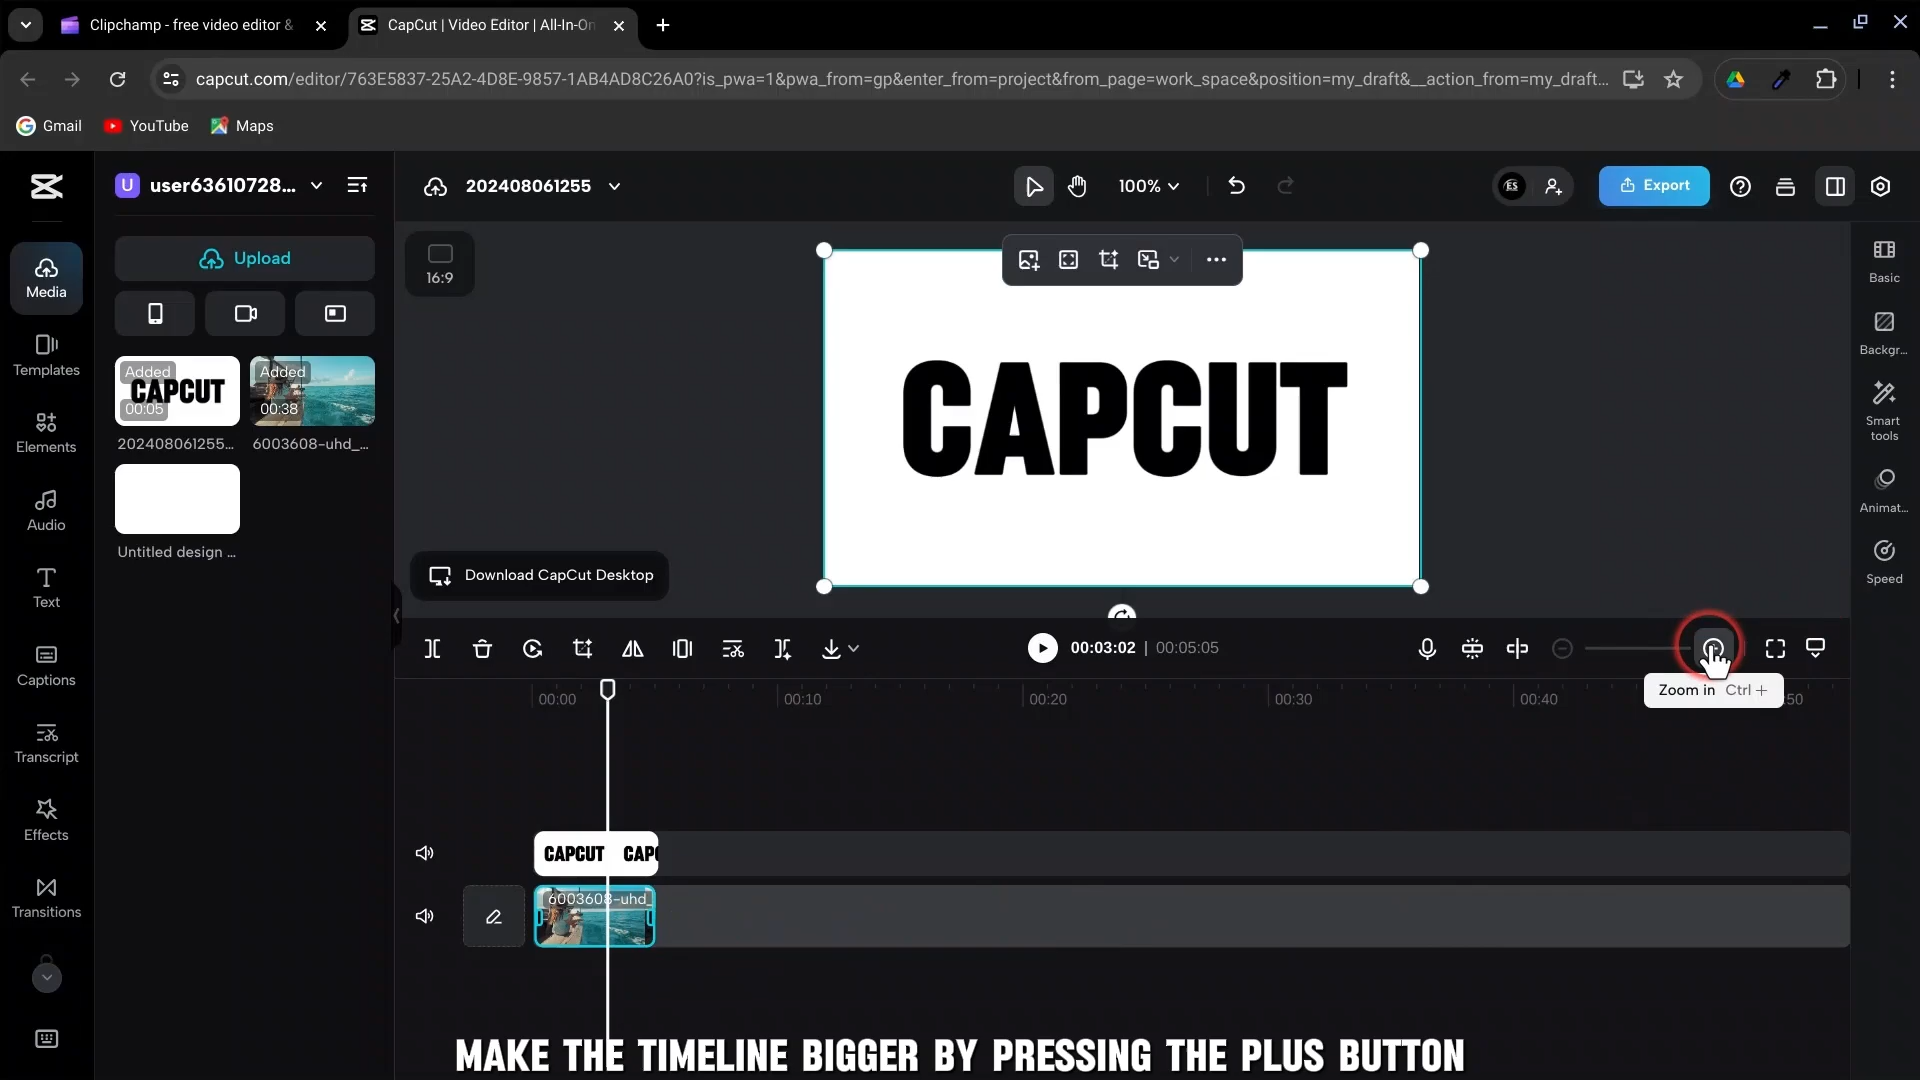 Clipchamp - free video editor &
CapCut | Video Editor | All-In-On
capcut.com/editor/763E5837-25A2-4D8E-9857-1AB4AD8C26A0?is_pwa=1&pwa_from=gp&enter_from=project&from_page=work_space&position=my_draft&__action_from=my_draft...
Gmail
YouTube
Maps
U
user63610728...
202408061255
100%
ES
Export
Upload
16:9
Media
Templates
Elements
Audio
Text
Captions
Transcript
Effects
Transitions
Added
CAPCUT
00:05
Added
00:38
202408061255...
6003608-uhd_...
Untitled design ...
CAPCUT
Download CapCut Desktop
Basic
Backgr...
Smart
tools
Animat...
Speed
00:03:02 | 00:05:05
Zoom in Ctrl +
00:00
00:10
00:20
00:30
00:40
:50
CAPCUT CAPC
6003608-uhd_
MAKE THE TIMELINE BIGGER BY PRESSING THE PLUS BUTTON